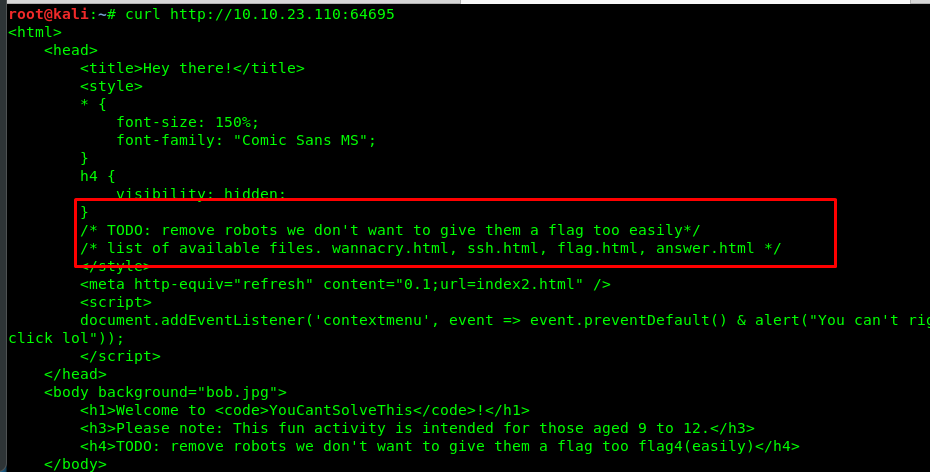 root@kali:~# curl http://10.10.23.110:64695
<html>
    <head>
        <title>Hey there!</title>
        <style>
        * {
            font-size: 150%;
            font-family: "Comic Sans MS";
        }
        h4 {
            visibility: hidden;
        }
        /* TODO: remove robots we don't want to give them a flag too easily*/
        /* list of available files. wannacry.html, ssh.html, flag.html, answer.html */
        </style>
        <meta http-equiv="refresh" content="0.1;url=index2.html" />
        <script>
        document.addEventListener('contextmenu', event => event.preventDefault() & alert("You can't rig
click lol"));
        </script>
    </head>
    <body background="bob.jpg">
        <h1>Welcome to <code>YouCantSolveThis</code>!</h1>
        <h3>Please note: This fun activity is intended for those aged 9 to 12.</h3>
        <h4>TODO: remove robots we don't want to give them a flag too flag4(easily)</h4>
    </body>